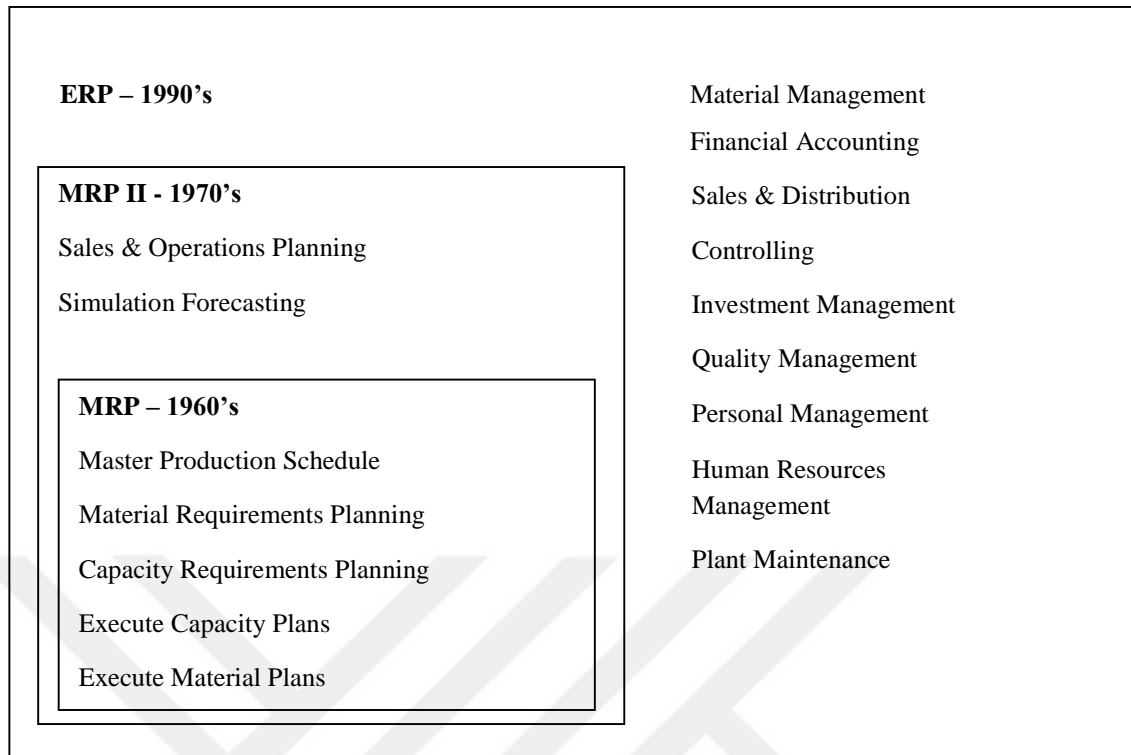 ERP – 1990’s
MRP II - 1970’s
Sales & Operations Planning
Simulation Forecasting
MRP – 1960’s
Master Production Schedule
Material Requirements Planning
Capacity Requirements Planning
Execute Capacity Plans
Execute Material Plans
Material Management
Financial Accounting
Sales & Distribution
Controlling
Investment Management
Quality Management
Personal Management
Human Resources
Management
Plant Maintenance